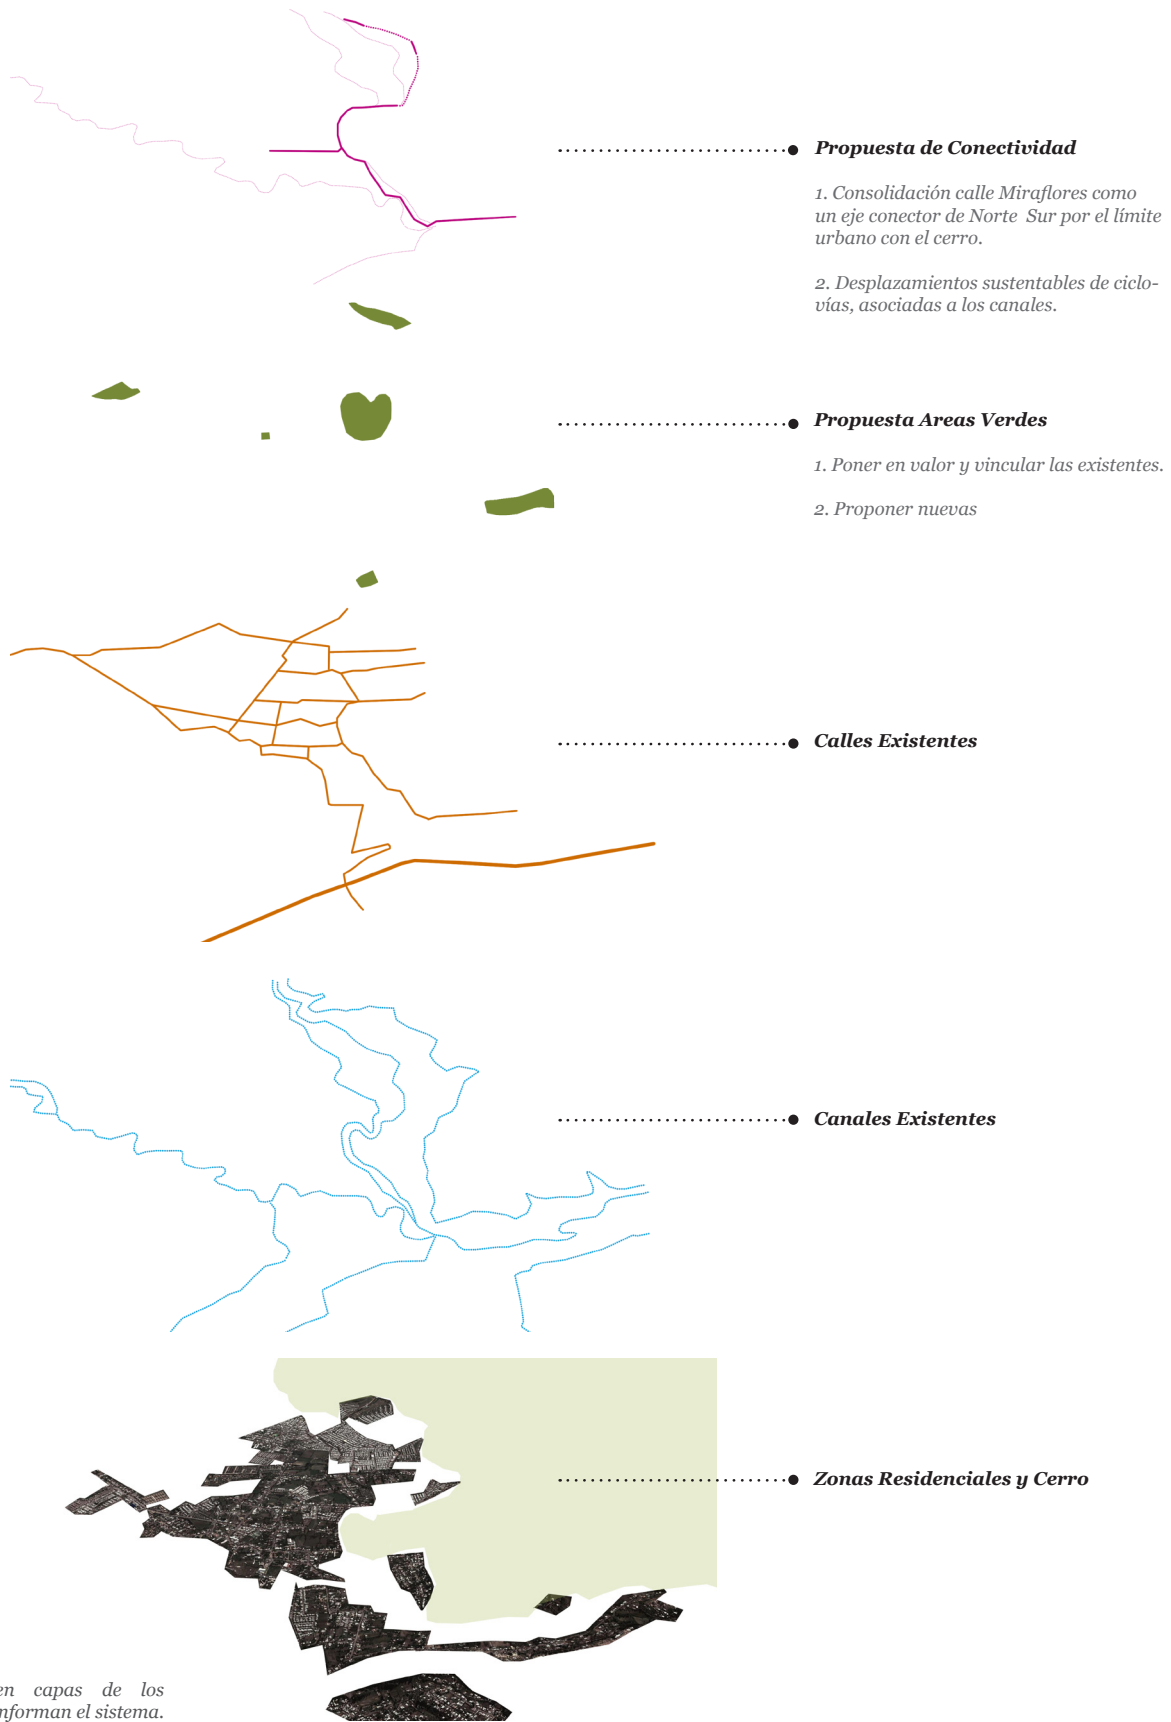 Propuesta de Conectividad
1. Consolidación calle Miraflores como
un eje conector de Norte Sur por el límite
urbano con el cerro.
2. Desplazamientos sustentables de ciclo-
vías, asociadas a los canales.
Propuesta Areas Verdes
1. Poner en valor y vincular las existentes.
2. Proponer nuevas
Calles Existentes
Canales Existentes
Zonas Residenciales y Cerro
en capas de los
nforman el sistema.